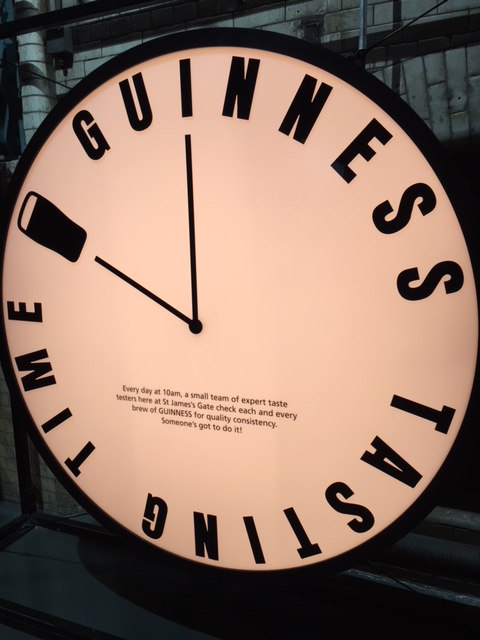 GUINNESS TASTING TIME
Every day at 10am, a small team of expert taste
testers here at St James's Gate check each and every
brew of GUINNESS for quality consistency.
Someone's got to do it!